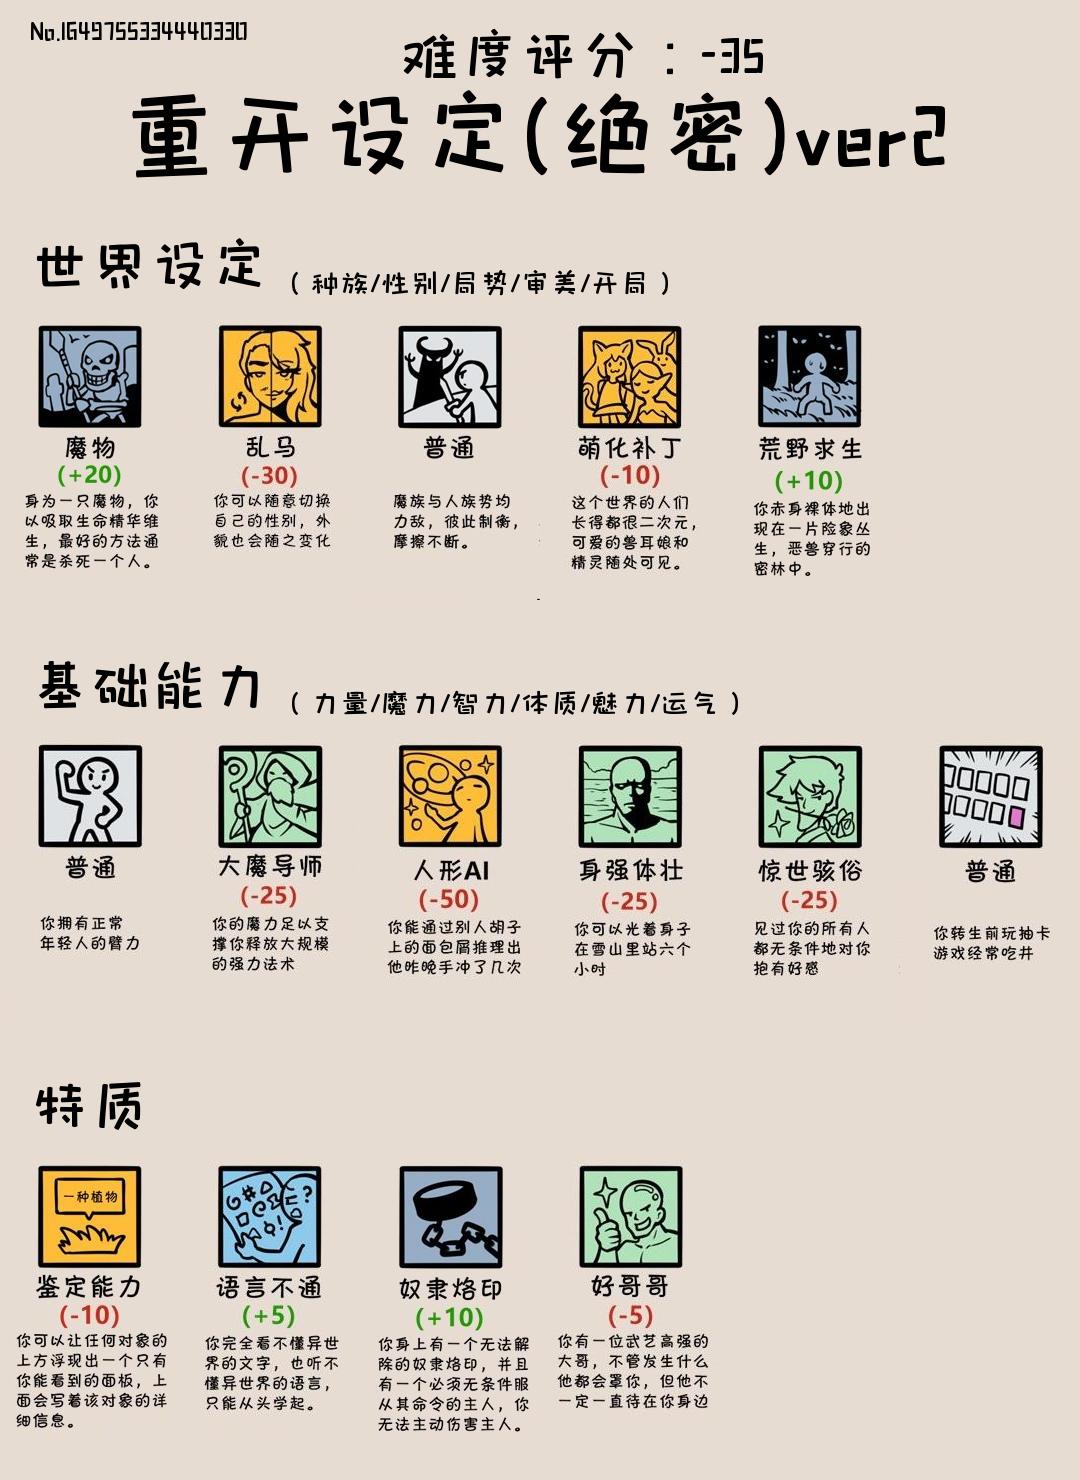 No.1649755334440330
难度评分：-35
重开设定(绝密)ver2
世界设定（种族/性别/局势/审美/开局）
魔物
(+20)
身为一只魔物，你
以吸取生命精华维
生，最好的方法通
常是杀死一个人。
乱马
(-30)
你可以随意切换
自己的性别，外
貌也会随之变化
普通
魔族与人族势均
力敌，彼此制衡，
摩擦不断。
萌化补丁
(-10)
这个世界的人们
长得都很二次元，
可爱的兽耳娘和
精灵随处可见。
荒野求生
(+10)
你赤身裸体地出
现在一片险象丛
生，恶兽穿行的
密林中。
基础能力（力量/魔力/智力/体质/魅力/运气）
普通
你拥有正常
年轻人的臂力
大魔导师
(-25)
你的魔力足以支
撑你释放大规模
的强力法术
人形AI
(-50)
你能通过别人胡子
上的面包屑推理出
他昨晚手冲了几次
身强体壮
(-25)
你可以光着身子
在雪山里站六个
小时
惊世骇俗
(-25)
见过你的所有人
都无条件地对你
抱有好感
普通
你转生前玩抽卡
游戏经常吃井
特质
一种植物
鉴定能力
(-10)
你可以让任何对象的
上方浮现出一个只有
你能看到的面板，上
面会写着该对象的详
细信息。
语言不通
(+5)
你完全看不懂异世
界的文字，也听不
懂异世界的语言，
只能从头学起。
奴隶烙印
(+10)
你身上有一个无法解
除的奴隶烙印，并且
有一个必须无条件服
从其命令的主人，你
无法主动伤害主人。
好哥哥
(-5)
你有一位武艺高强的
大哥，不管发生什么
他都会罩你，但他不
一定一直待在你身边